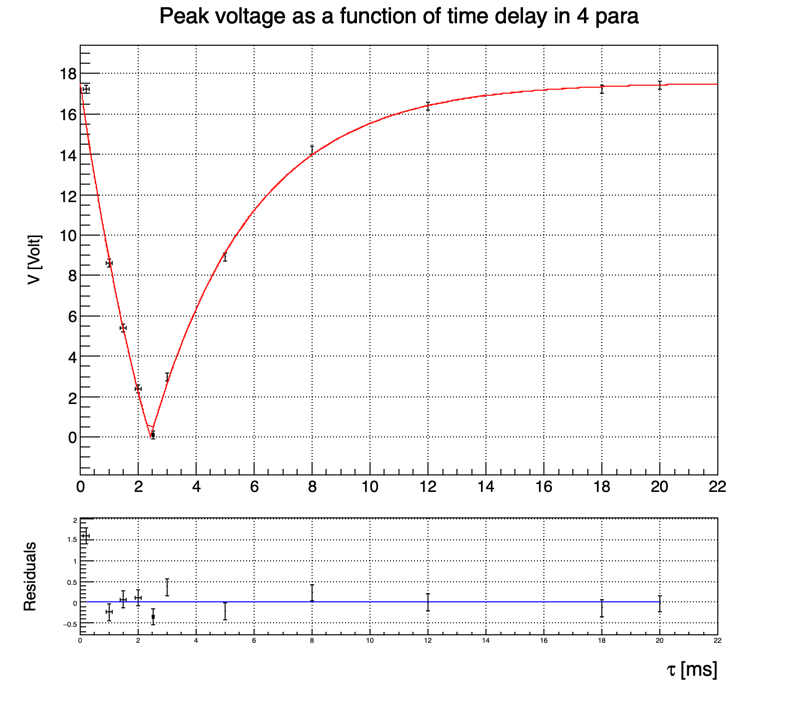 Peak voltage as a function of time delay in 4 para
V [Volt]
18
16
14
12
10
8
6
4
2
0
0 2 4 6 8 10 12 14 16 18 20 22
Residuals
2
1.5
1
0.5
0
−0.5
0 2 4 6 8 10 12 14 16 18 20 22
τ [ms]